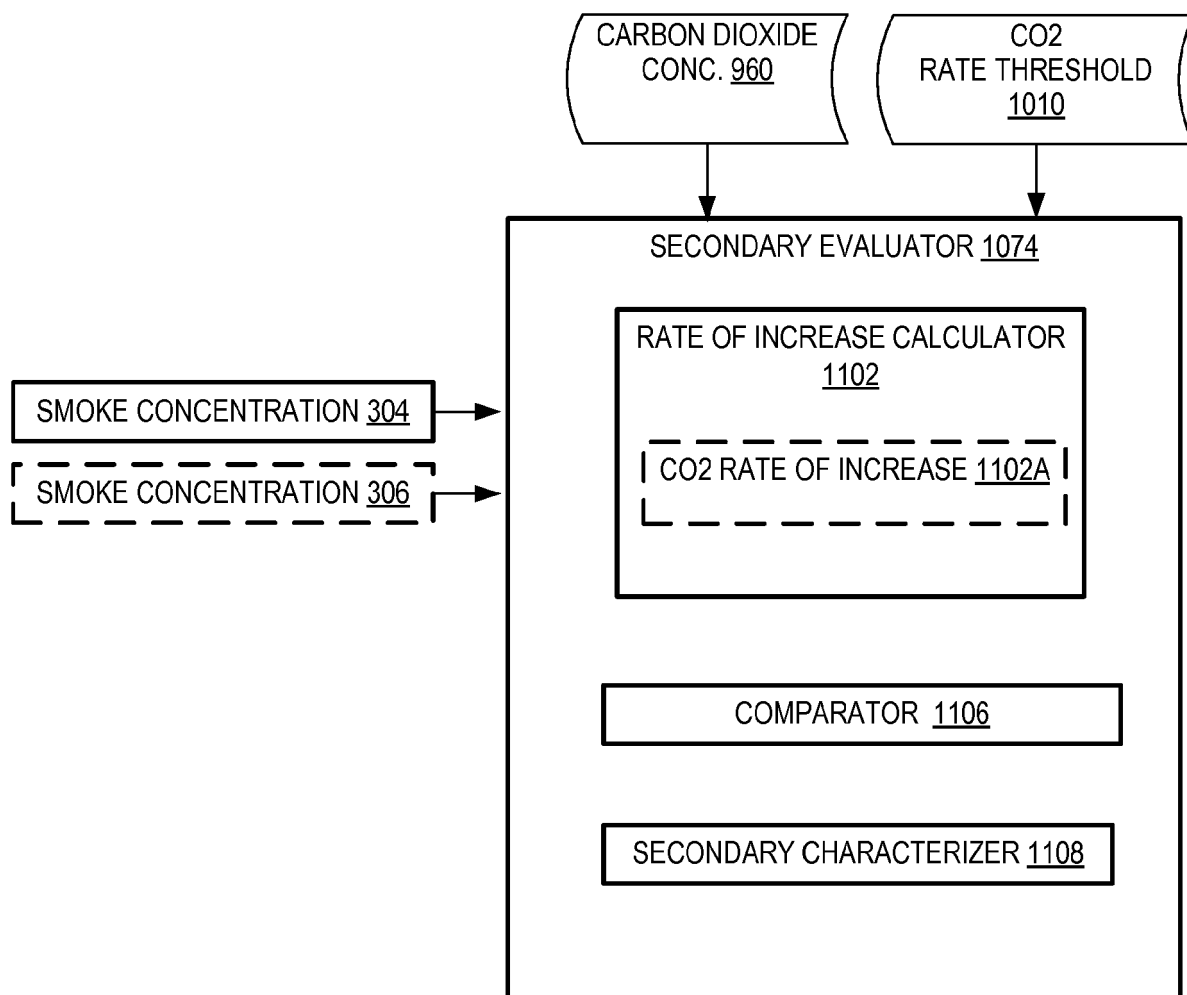 CARBON DIOXIDE
CONC. 960
CO2
RATE THRESHOLD
1010
SECONDARY EVALUATOR 1074
RATE OF INCREASE CALCULATOR
1102
SMOKE CONCENTRATION 304
CO2 RATE OF INCREASE 1102A
SMOKE CONCENTRATION 306
COMPARATOR 1106
SECONDARY CHARACTERIZER 1108